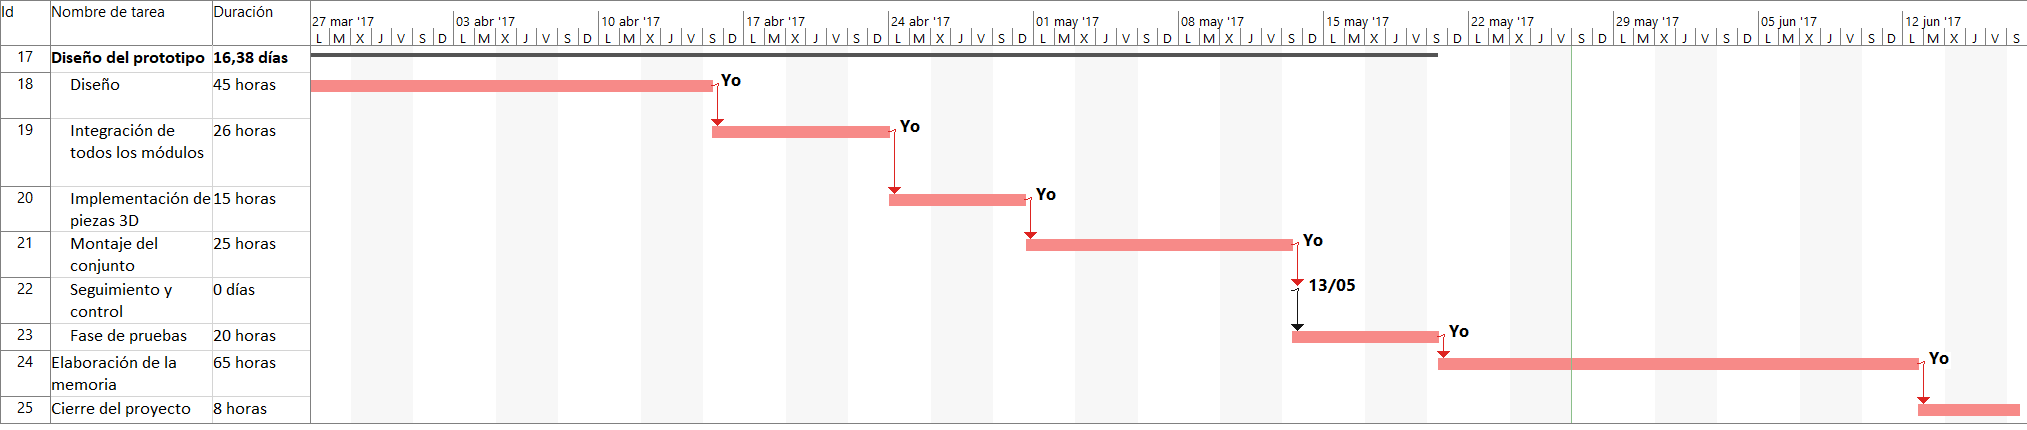 Id Nombre de tarea Duración
27 mar '17 03 abr '17 10 abr '17 17 abr '17 24 abr '17 01 may '17 08 may '17 15 may '17 22 may '17 29 may '17 05 jun '17 12 jun '17
L M X J V S D L M X J V S D L M X J V S D L M X J V S D L M X J V S D L M X J V S D L M X J V S D L M X J V S D L M X J V S D L M X J V S D L M X J V S D L M X J V S
17 Diseño del prototipo 16,38 días
18 Diseño 45 horas Yo
19 Integración de 26 horas Yo
todos los módulos
20 Implementación de 15 horas Yo
piezas 3D
21 Montaje del 25 horas Yo
conjunto
22 Seguimiento y 0 días 13/05
control
23 Fase de pruebas 20 horas Yo
24 Elaboración de la 65 horas Yo
memoria
25 Cierre del proyecto 8 horas